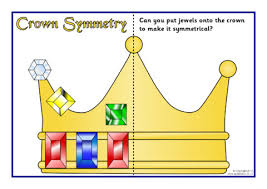 Crown Symmetry
Can you put jewels onto the crown
to make it symmetrical?